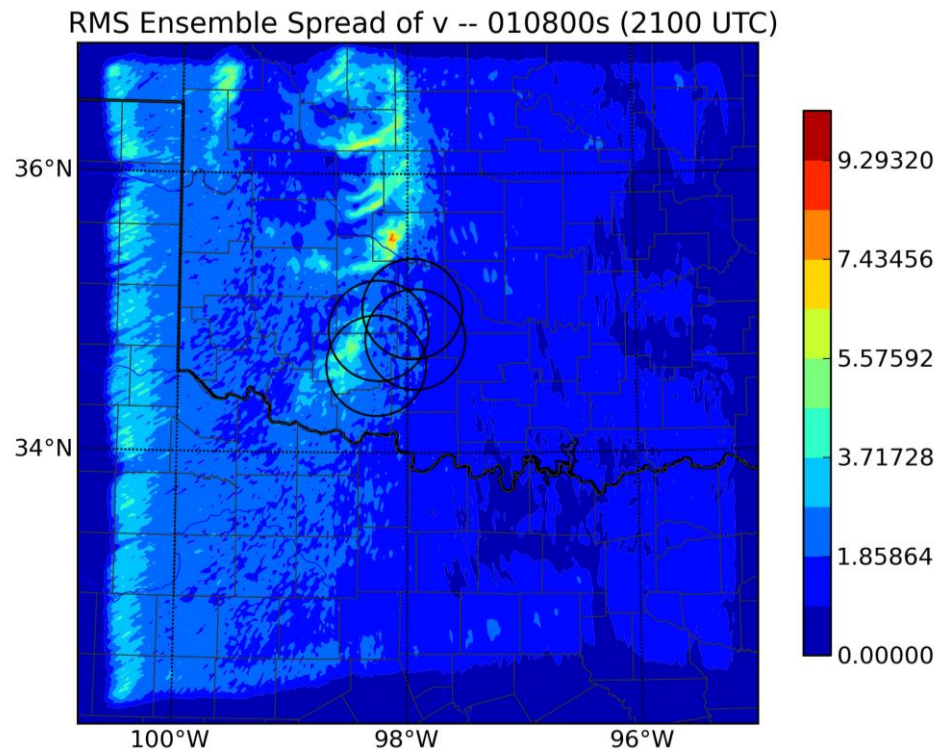 RMS Ensemble Spread of v -- 010800s (2100 UTC)
36°N
34°N
100°W
98°W
96°W
9.29320
7.43456
5.57592
3.71728
1.85864
0.00000